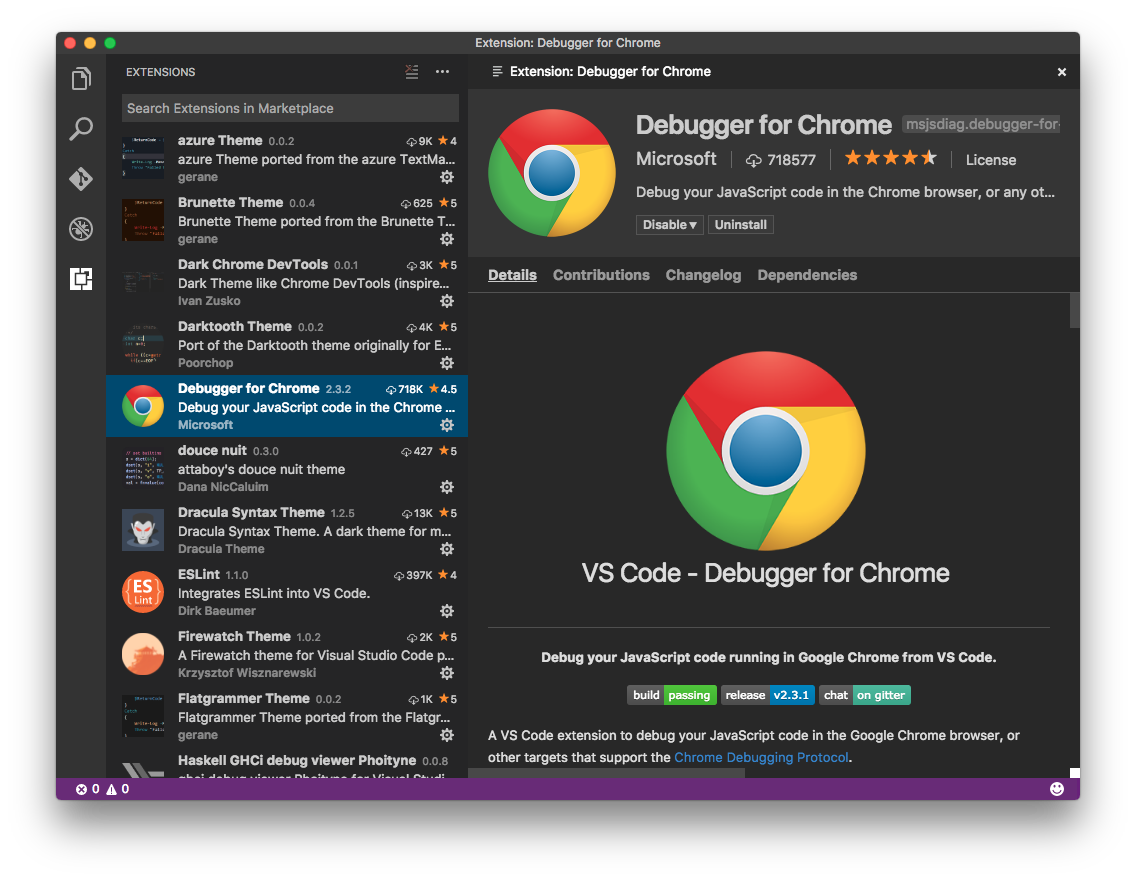 Extension: Debugger for Chrome
EXTENSIONS
Search Extensions in Marketplace
azure Theme 0.0.2 9K 4
azure Theme ported from the azure TextMa...
gerane
Brunette Theme 0.0.4 625 5
Brunette Theme ported from the Brunette T...
gerane
Dark Chrome DevTools 0.0.1 3K 5
Dark Theme like Chrome DevTools (inspire...
Ivan Zusko
Darktooth Theme 0.0.2 4K 5
Port of the Darktooth theme originally for E...
Poorchop
Debugger for Chrome 2.3.2 718K 4.5
Debug your JavaScript code in the Chrome ...
Microsoft
douce nuit 0.3.0 427 5
attaboy's douce nuit theme
Dana NicCaluim
Dracula Syntax Theme 1.2.5 13K 5
Dracula Syntax Theme. A dark theme for m...
Dracula Theme
ES
Lint
ESLint 1.1.0 397K 4
Integrates ESLint into VS Code.
Dirk Baeumer
Firewatch Theme 1.0.2 2K 5
A Firewatch theme for Visual Studio Code p...
Krzysztof Wisznarewski
Flatgrammer Theme 0.0.2 1K 5
Flatgrammer Theme ported from the Flatgr...
gerane
Haskell GHCi debug viewer Phoityne 0.0.8
ghci debug viewer Phoityne for Visual Studi
Extension: Debugger for Chrome
Debugger for Chrome msjsdiag.debugger-for-
Microsoft 718577 License
Debug your JavaScript code in the Chrome browser, or any ot...
Disable Uninstall
Details Contributions Changelog Dependencies
VS Code - Debugger for Chrome
Debug your JavaScript code running in Google Chrome from VS Code.
build passing release v2.3.1 chat on gitter
A VS Code extension to debug your JavaScript code in the Google Chrome browser, or
other targets that support the Chrome Debugging Protocol.
0 0